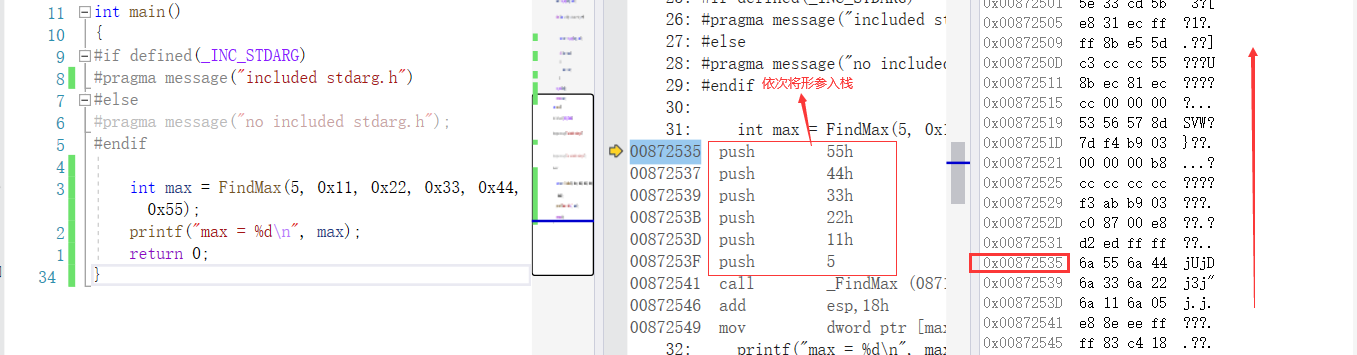 11 int main()
10 {
9 #if defined(_INC_STDARG)
8 #pragma message("included stdarg.h")
7 #else
6 #pragma message("no included stdarg.h");
5 #endif
4
3 int max = FindMax(5, 0x11, 0x22, 0x33, 0x44,
0x55);
2 printf("max = %d\n", max);
1 return 0;
34 }
26: #pragma message("included st
27: #else
28: #pragma message("no included
29: #endif
依次将形参入栈
30:
31: int max = FindMax(5, 0x1
00872535 push 55h
00872537 push 44h
00872539 push 33h
0087253B push 22h
0087253D push 11h
0087253F push 5
00872541 call _FindMax (0871
00872546 add esp,18h
00872549 mov dword ptr [max
32: printf("max = %d\n", m
0x00872501 5e 33 cd 5b ^3?[
0x00872505 e8 31 ec ff ?1?.
0x00872509 ff 8b e5 5d .??]
0x0087250D c3 cc cc 55 ???U
0x00872511 8b ec 81 ec ????
0x00872515 cc 00 00 00 ?...
0x00872519 53 56 57 8d SVW?
0x0087251D 7d f4 b9 03 }??.
0x00872521 00 00 00 b8 ...?
0x00872525 cc cc cc cc ????
0x00872529 f3 ab b9 03 ???.
0x0087252D c0 87 00 e8 ??.?
0x00872531 d2 ed ff ff ??..
0x00872535 6a 55 6a 44 jUjD
0x00872539 6a 33 6a 22 j3j"
0x0087253D 6a 11 6a 05 j.j.
0x00872541 e8 8e ee ff ???.
0x00872545 ff 83 c4 18 .??.